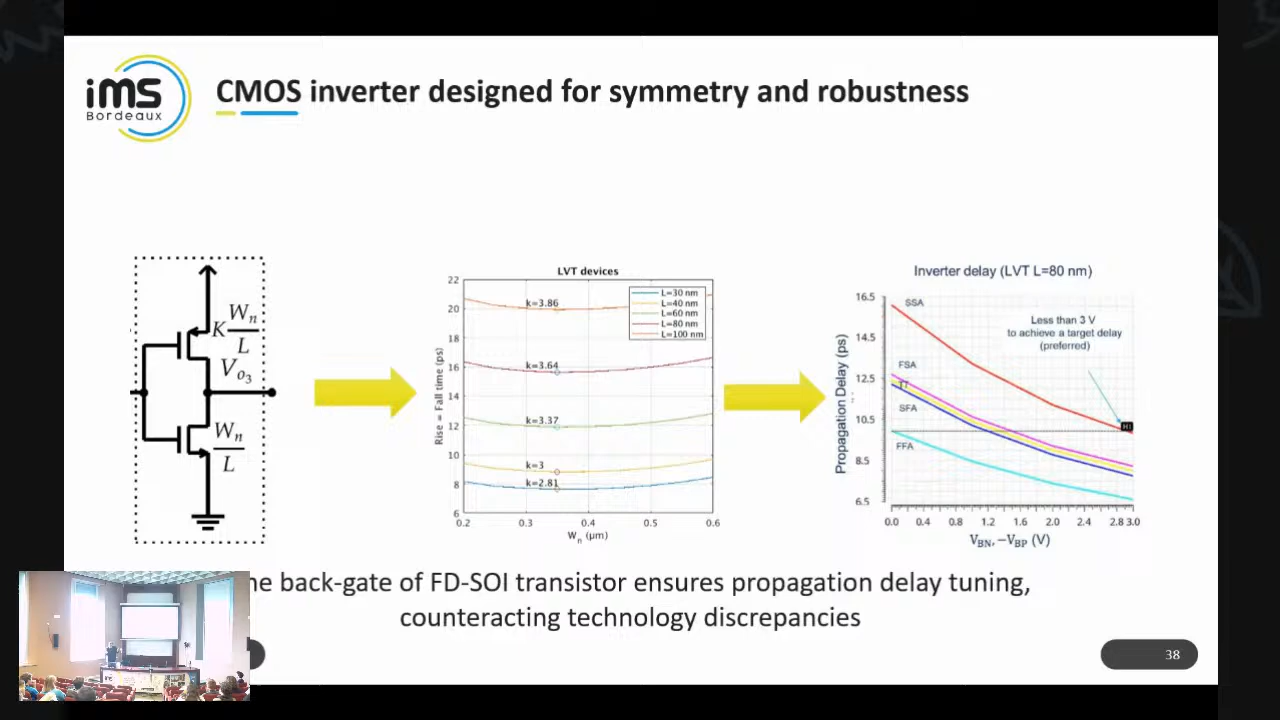 iMS
Bordeaux
CMOS inverter designed for symmetry and robustness
K Wn/L
Vo3
Wn/L
LVT devices
22
20
18
16
14
12
10
8
6
Rise = Fall time (ps)
k=3.86
k=3.64
k=3.37
k=3
k=2.81
L=30 nm
L=40 nm
L=60 nm
L=80 nm
L=100 nm
0.2 0.3 0.4 0.5 0.6
Wn (μm)
Inverter delay (LVT L=80 nm)
16.5
14.5
12.5
10.5
8.5
6.5
Propagation Delay (ps)
SSA
FSA
TT
SFA
FFA
Less than 3 V
to achieve a target delay
(preferred)
0.0 0.4 0.8 1.2 1.6 2.0 2.4 2.8 3.0
VBN, -VBP (V)
back-gate of FD-SOI transistor ensures propagation delay tuning,
counteracting technology discrepancies
38